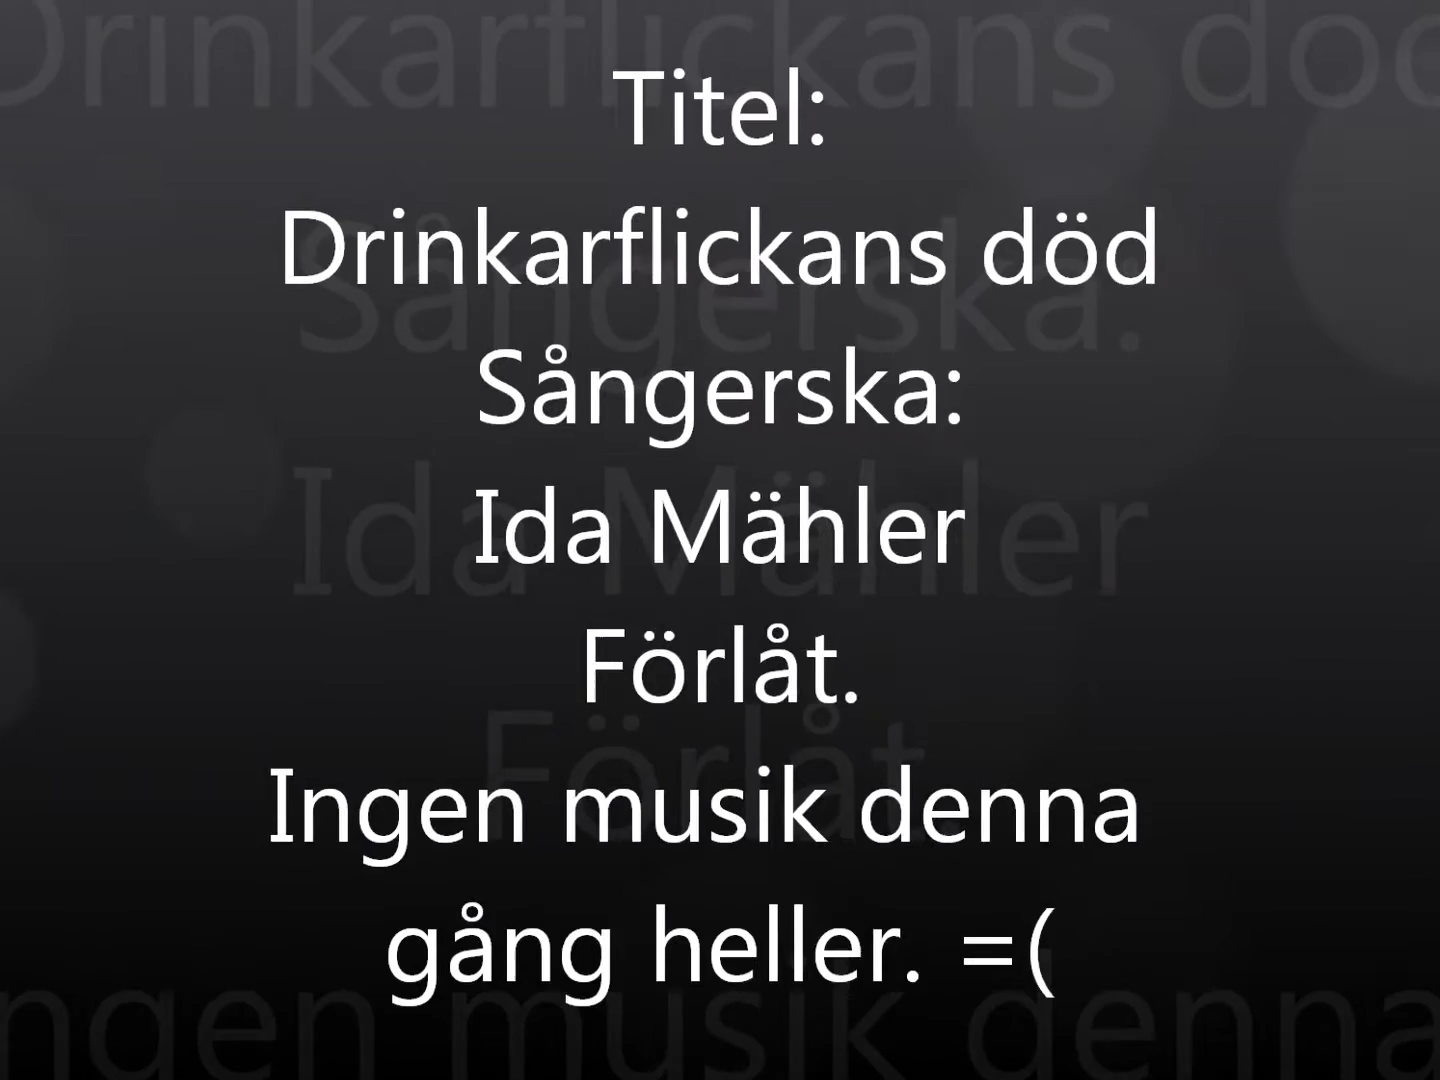 Titel:
Drinkarflickans död
Sångerska:
Ida Mähler
Förlåt.
Ingen musik denna
gång heller. =(